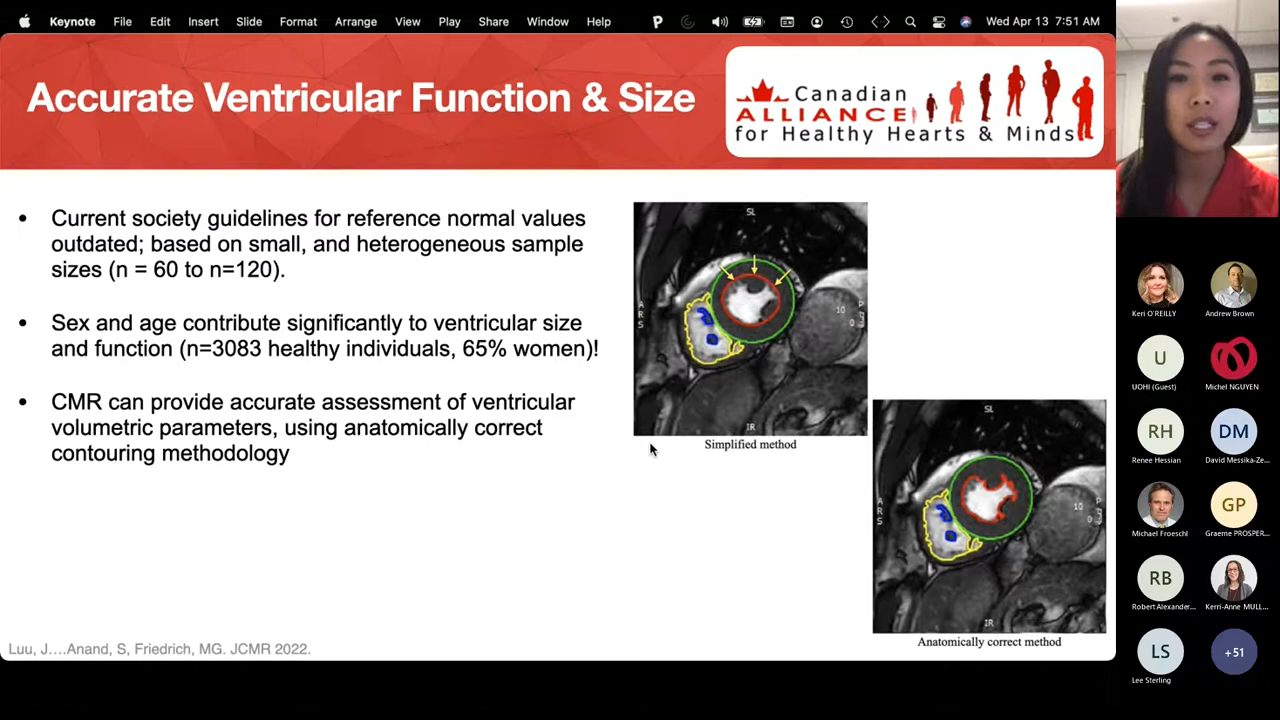 Keynote File Edit Insert Slide Format Arrange View Play Share Window Help Wed Apr 13 7:51 AM
Accurate Ventricular Function & Size
Canadian
ALLIANCE
for Healthy Hearts & Minds
• Current society guidelines for reference normal values
outdated; based on small, and heterogeneous sample
sizes (n = 60 to n=120).
• Sex and age contribute significantly to ventricular size
and function (n=3083 healthy individuals, 65% women)!
• CMR can provide accurate assessment of ventricular
volumetric parameters, using anatomically correct
contouring methodology
SL
A
R
S
P
10
0
IR
Simplified method
SL
A
R
S
P
10
0
IR
Anatomically correct method
Luu, J....Anand, S, Friedrich, MG. JCMR 2022.
Keri O'REILLY
Andrew Brown
U
UOHI (Guest)
Michel NGUYEN
RH
Renee Hessian
DM
David Messika-Ze...
Michael Froeschl
GP
Graeme PROSPER...
RB
Robert Alexander...
Kerri-Anne MULL...
LS
Lee Sterling
+51